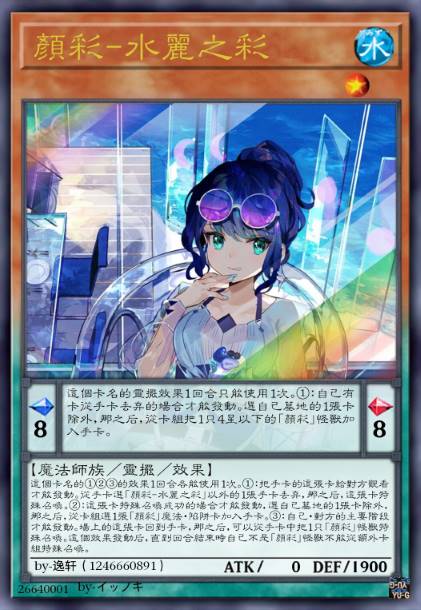 顏彩-水麗之彩
水
8
8
這個卡名的靈擺效果1回合只能使用1次。①:自己有
卡從手卡丟弃的場合才能發動。選自己墓地的1張卡
除外,那之后,從卡組把1只4星以下的「顏彩」怪獸加
入手卡。
【魔法師族／靈擺／效果】
這個卡名的①②③的效果1回合各能使用1次。①:把手卡的這張卡給對方觀看
才能發動。從手卡選「顏彩-水麗之彩」以外的1張手卡丟弃,那之后,這張卡特
殊召喚。②:這張卡特殊召喚成功的場合才能發動。選自己墓地的1張卡除外,那
之后,從卡組選1張「顏彩」魔法·陷阱卡加入手卡。③:自己·對方的主要階段
才能發動。場上的這張卡回到手卡,那之后,可以從手卡中把1只「顏彩」怪獸特
殊召喚。這個效果發動后,直到回合結束時自己不是「顏彩」怪獸不能從額外卡
組特殊召喚。
by-逸轩 (1246660891) ATK/ 0 DEF/1900
26640001 by-イップキ